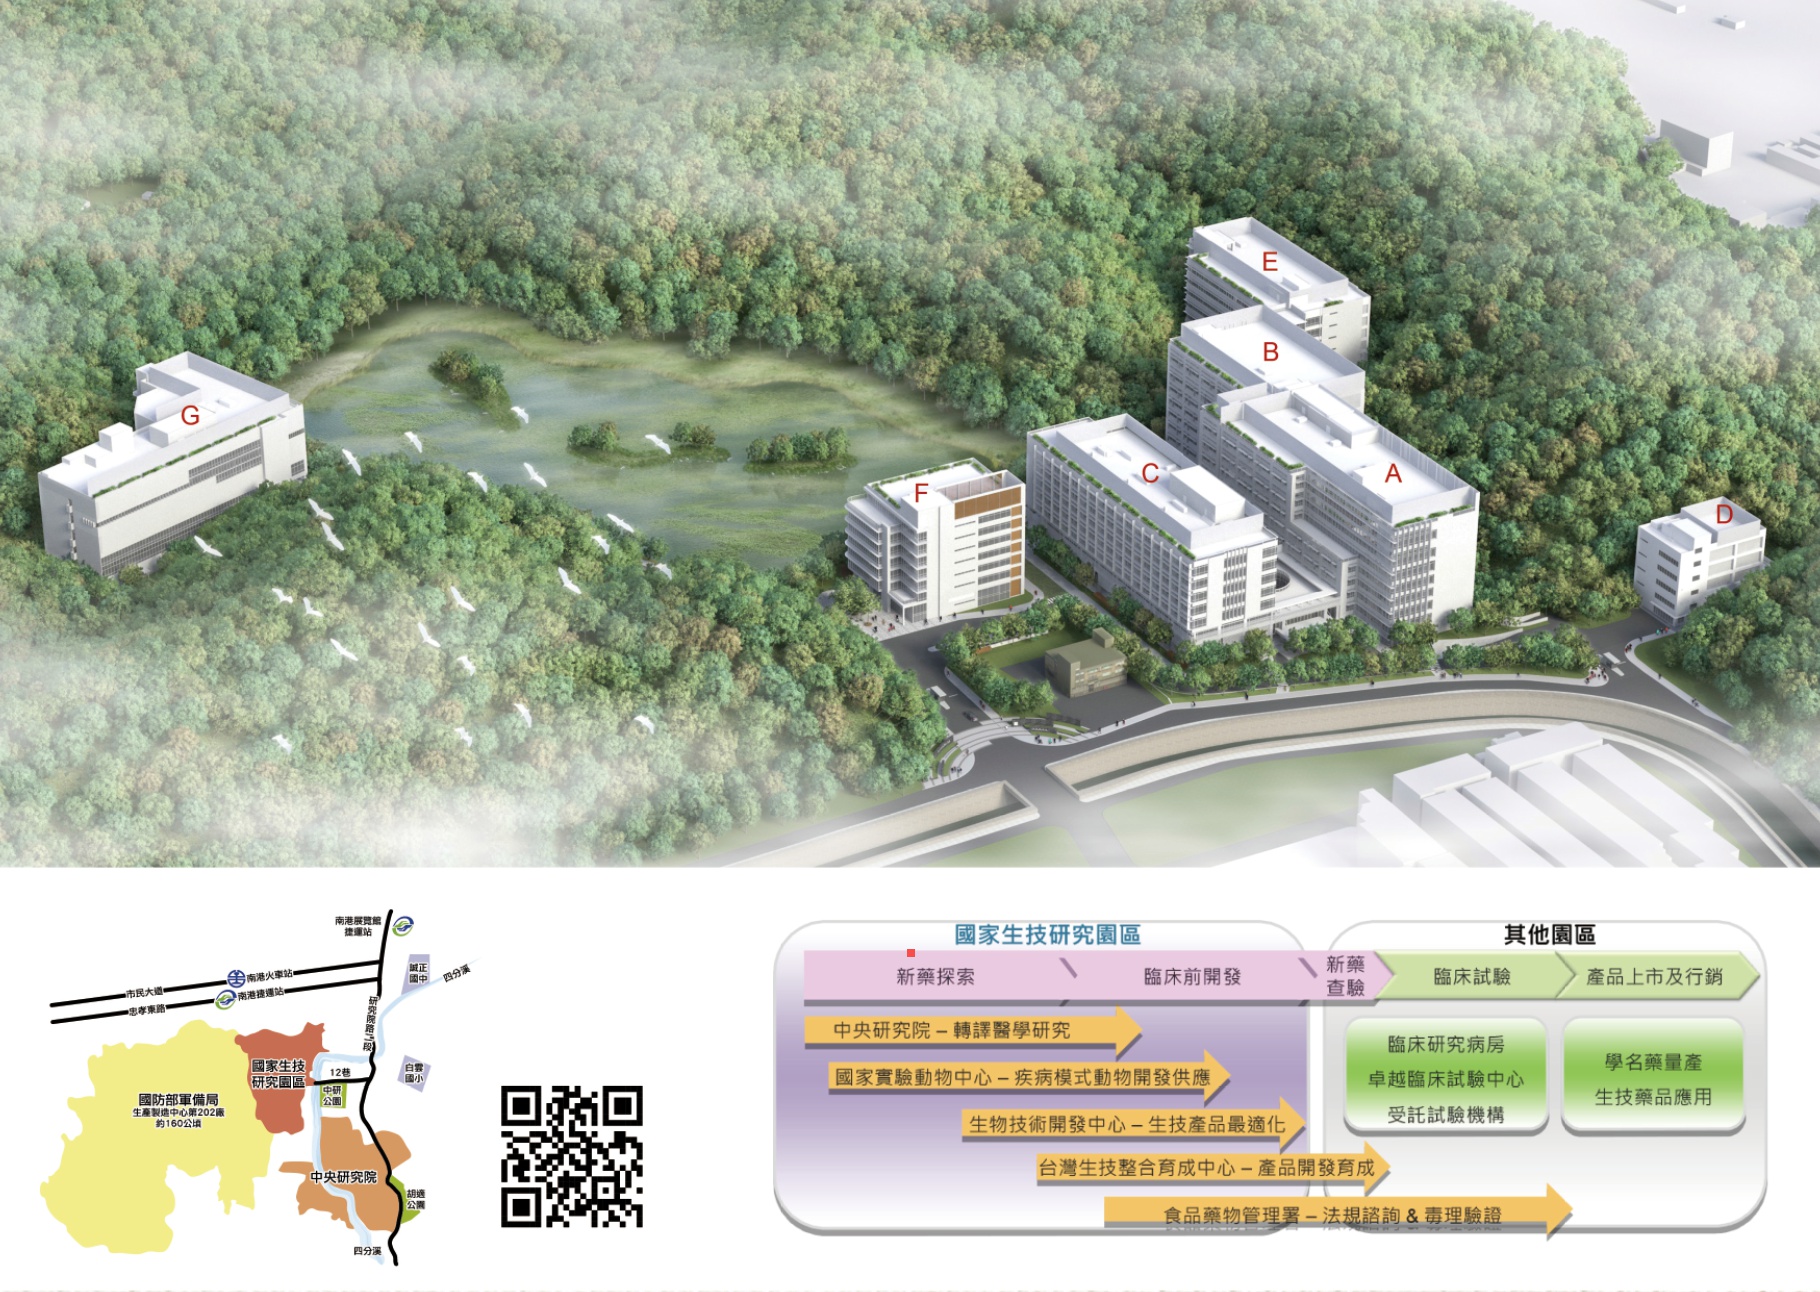 E
B
G
C
A
F
D
南港展覽館
捷運站
誠正
國中
四分溪
南港火車站
市民大道
南港捷運站
忠孝東路
研究院路1段
國家生技
研究園區
12巷
白雲
國小
中研
公園
國防部軍備局
生產製造中心第202廠
約160公頃
中央研究院
胡適
公園
四分溪
國家生技研究園區
其他園區
新藥探索
臨床前開發
新藥
查驗
臨床試驗
產品上市及行銷
中央研究院 – 轉譯醫學研究
國家實驗動物中心 – 疾病模式動物開發供應
生物技術開發中心 – 生技產品最適化
台灣生技整合育成中心 – 產品開發育成
食品藥物管理署 – 法規諮詢 & 毒理驗證
臨床研究病房
卓越臨床試驗中心
受託試驗機構
學名藥量產
生技藥品應用